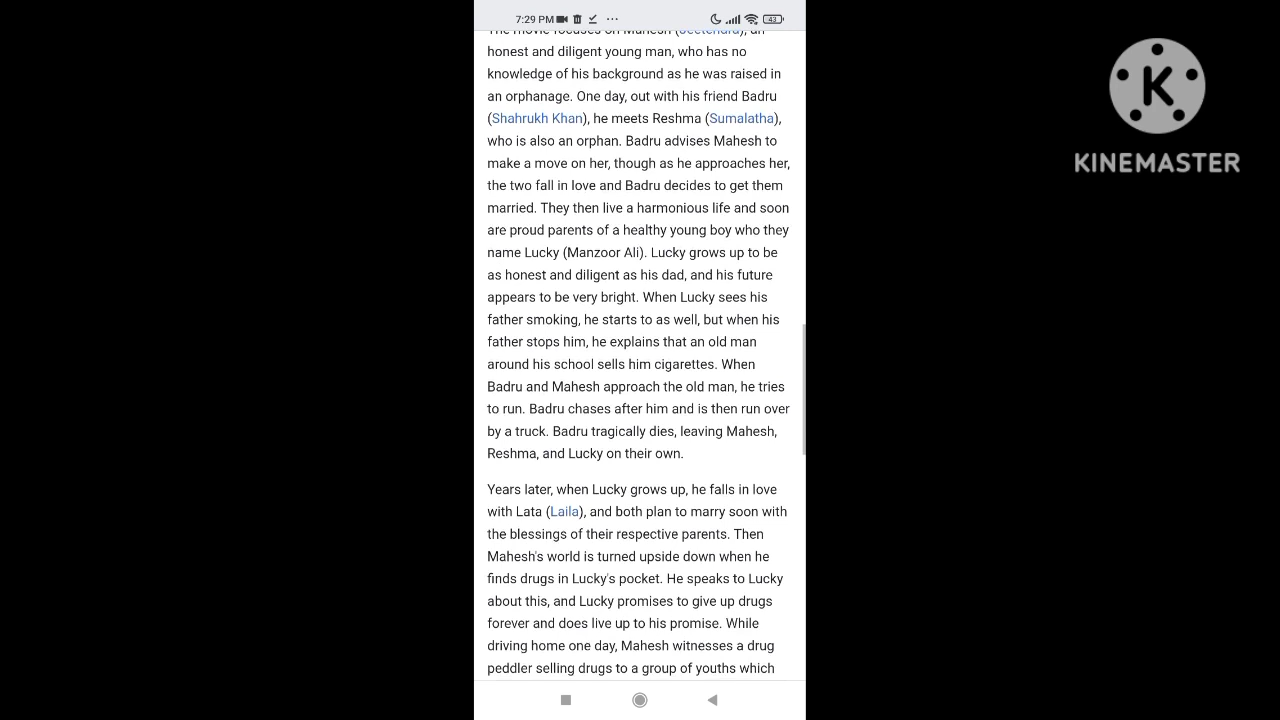 7:29 PM
43
The movie focuses on Mahesh (Jeetendra), an
honest and diligent young man, who has no
knowledge of his background as he was raised in
an orphanage. One day, out with his friend Badru
(Shahrukh Khan), he meets Reshma (Sumalatha),
who is also an orphan. Badru advises Mahesh to
make a move on her, though as he approaches her,
the two fall in love and Badru decides to get them
married. They then live a harmonious life and soon
are proud parents of a healthy young boy who they
name Lucky (Manzoor Ali). Lucky grows up to be
as honest and diligent as his dad, and his future
appears to be very bright. When Lucky sees his
father smoking, he starts to as well, but when his
father stops him, he explains that an old man
around his school sells him cigarettes. When
Badru and Mahesh approach the old man, he tries
to run. Badru chases after him and is then run over
by a truck. Badru tragically dies, leaving Mahesh,
Reshma, and Lucky on their own.
Years later, when Lucky grows up, he falls in love
with Lata (Laila), and both plan to marry soon with
the blessings of their respective parents. Then
Mahesh's world is turned upside down when he
finds drugs in Lucky's pocket. He speaks to Lucky
about this, and Lucky promises to give up drugs
forever and does live up to his promise. While
driving home one day, Mahesh witnesses a drug
peddler selling drugs to a group of youths which
K
KINEMASTER